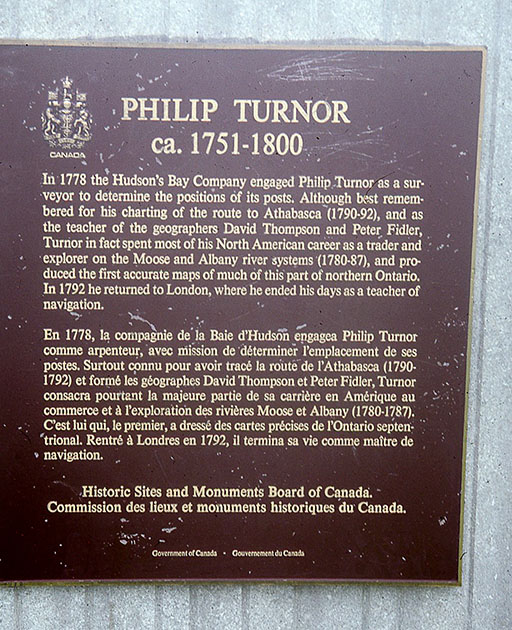 CANADA
PHILIP TURNOR
ca. 1751-1800
In 1778 the Hudson's Bay Company engaged Philip Turnor as a sur-
veyor to determine the positions of its posts. Although best remem-
bered for his charting of the route to Athabasca (1790-92), and as
the teacher of the geographers David Thompson and Peter Fidler,
Turnor in fact spent most of his North American career as a trader and
explorer on the Moose and Albany river systems (1780-87), and pro-
duced the first accurate maps of much of this part of northern Ontario.
In 1792 he returned to London, where he ended his days as a teacher of
navigation.
En 1778, la compagnie de la Baie d'Hudson engagea Philip Turnor
comme arpenteur, avec mission de déterminer l'emplacement de ses
postes. Surtout connu pour avoir tracé la route de l'Athabasca (1790-
1792) et formé les géographes David Thompson et Peter Fidler, Turnor
consacra pourtant la majeure partie de sa carrière en Amérique au
commerce et à l'exploration des rivières Moose et Albany (1780-1787).
C'est lui qui, le premier, a dressé des cartes précises de l'Ontario septen-
trional. Rentré à Londres en 1792, il termina sa vie comme maître de
navigation.
Historic Sites and Monuments Board of Canada.
Commission des lieux et monuments historiques du Canada.
Government of Canada - Gouvernement du Canada